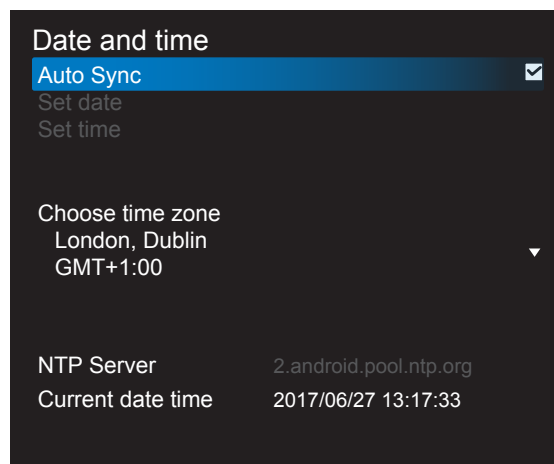 Date and time
Auto Sync
Set date
Set time
Choose time zone
London, Dublin
GMT+1:00
NTP Server 2.android.pool.ntp.org
Current date time 2017/06/27 13:17:33